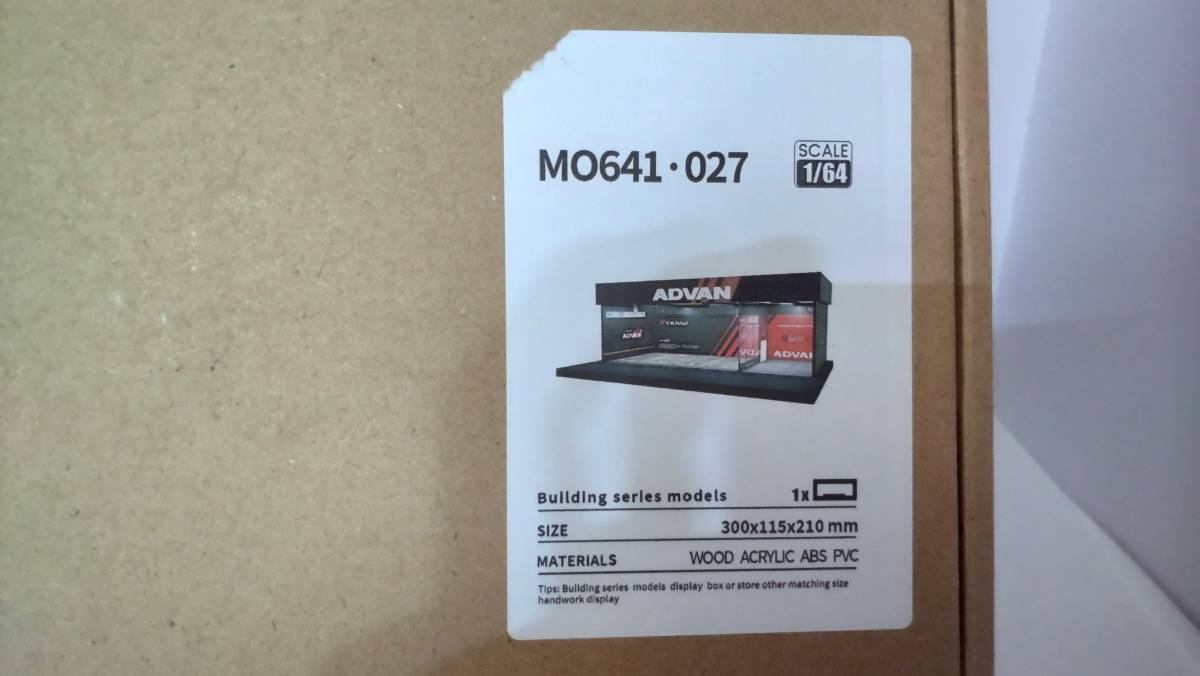 MO641·027
SCALE
1/64
ADVAN
ADVAN
ADVAN
Building series models 1x
SIZE 300x115x210 mm
MATERIALS WOOD ACRYLIC ABS PVC
Tips: Building series models display box or store other matching size
handwork display